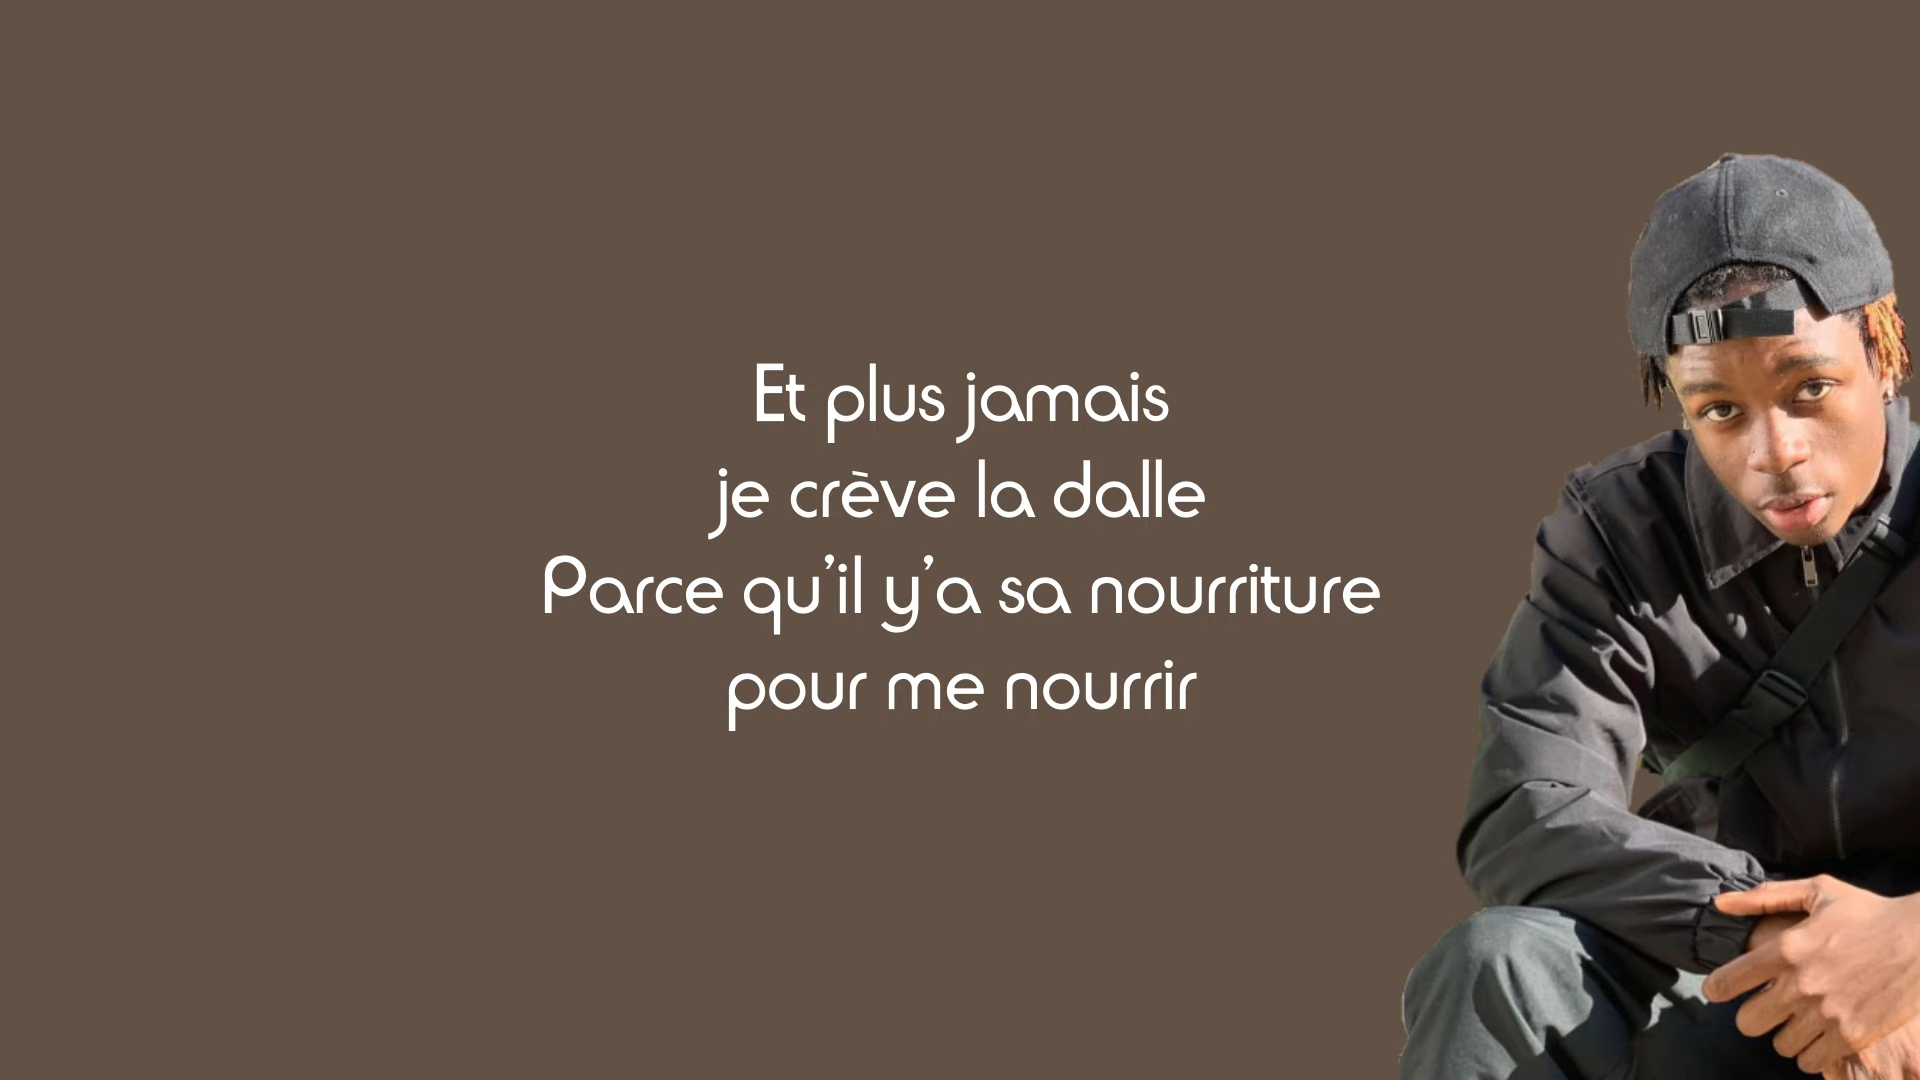 Et plus jamais
je crève la dalle
Parce qu’il y’a sa nourriture
pour me nourrir